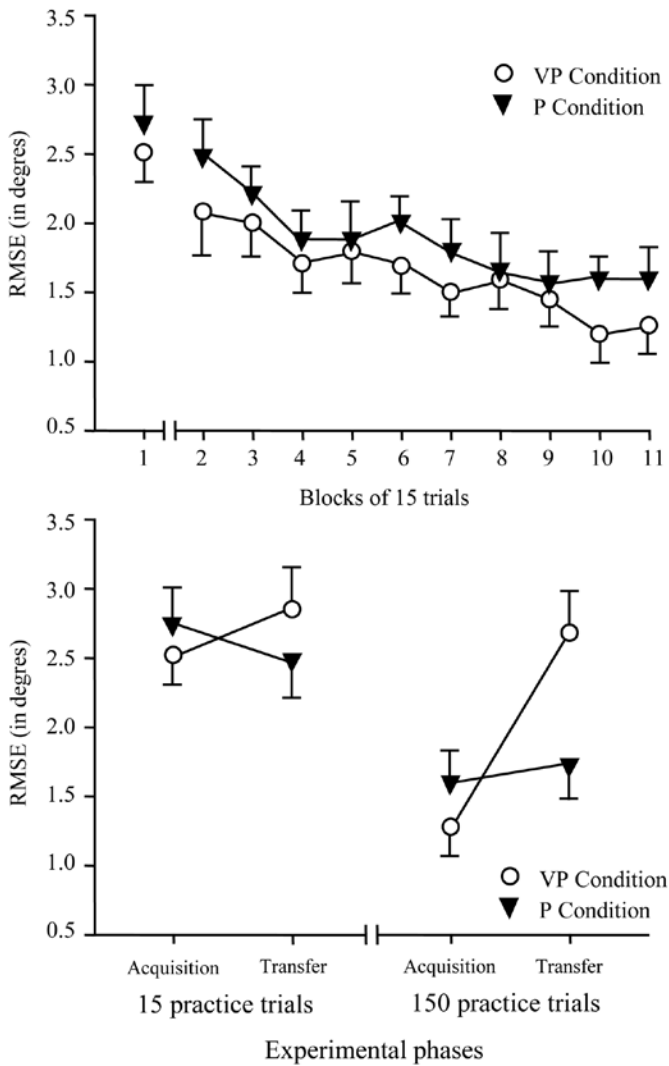 3.5
3.0
2.5
2.0
1.5
1.0
0.5
RMSE (in degres)
VP Condition
P Condition
1 2 3 4 5 6 7 8 9 10 11
Blocks of 15 trials
3.5
3.0
2.5
2.0
1.5
1.0
0.5
RMSE (in degres)
VP Condition
P Condition
Acquisition Transfer Acquisition Transfer
15 practice trials 150 practice trials
Experimental phases